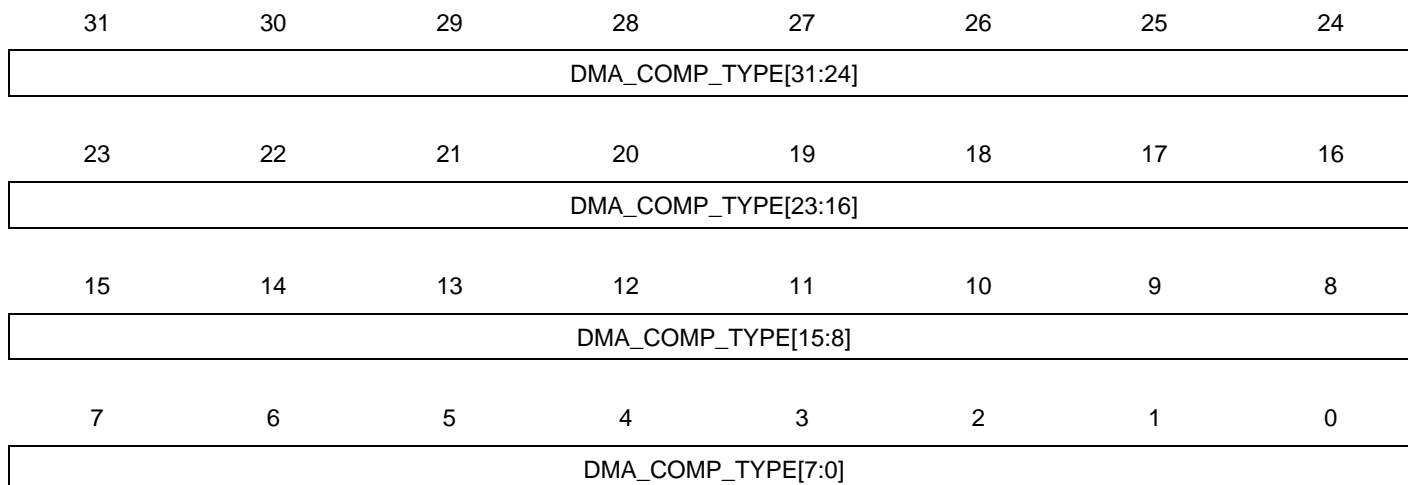 31 30 29 28 27 26 25 24
DMA_COMP_TYPE[31:24]
23 22 21 20 19 18 17 16
DMA_COMP_TYPE[23:16]
15 14 13 12 11 10 9 8
DMA_COMP_TYPE[15:8]
7 6 5 4 3 2 1 0
DMA_COMP_TYPE[7:0]